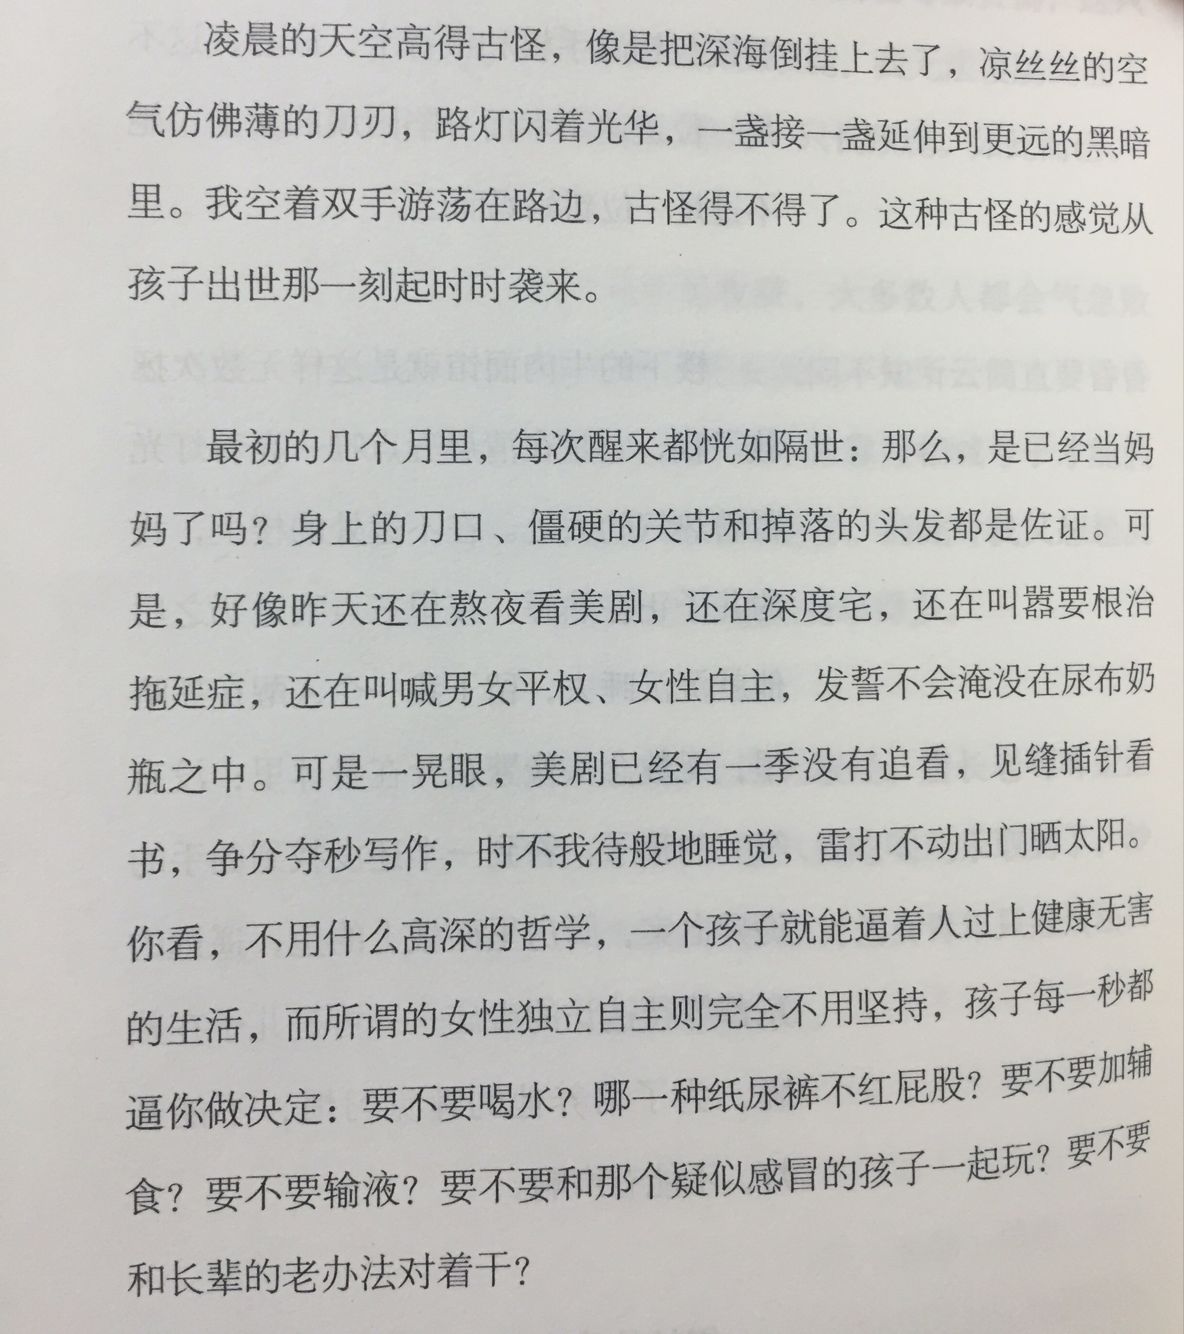 凌晨的天空高得古怪，像是把深海倒挂上去了，凉丝丝的空
气仿佛薄的刀刃，路灯闪着光华，一盏接一盏延伸到更远的黑暗
里。我空着双手游荡在路边，古怪得不得了。这种古怪的感觉从
孩子出世那一刻起时时袭来。
最初的几个月里，每次醒来都恍如隔世：那么，是已经当妈
妈了吗？身上的刀口、僵硬的关节和掉落的头发都是佐证。可
是，好像昨天还在熬夜看美剧，还在深度宅，还在叫嚣要根治
拖延症，还在叫喊男女平权、女性自主，发誓不会淹没在尿布奶
瓶之中。可是一晃眼，美剧已经有一季没有追看，见缝插针看
书，争分夺秒写作，时不我待般地睡觉，雷打不动出门晒太阳。
你看，不用什么高深的哲学，一个孩子就能逼着人过上健康无害
的生活，而所谓的女性独立自主则完全不用坚持，孩子每一秒都
逼你做决定：要不要喝水？哪一种纸尿裤不红屁股？要不要加辅
食？要不要输液？要不要和那个疑似感冒的孩子一起玩？要不要
和长辈的老办法对着干？